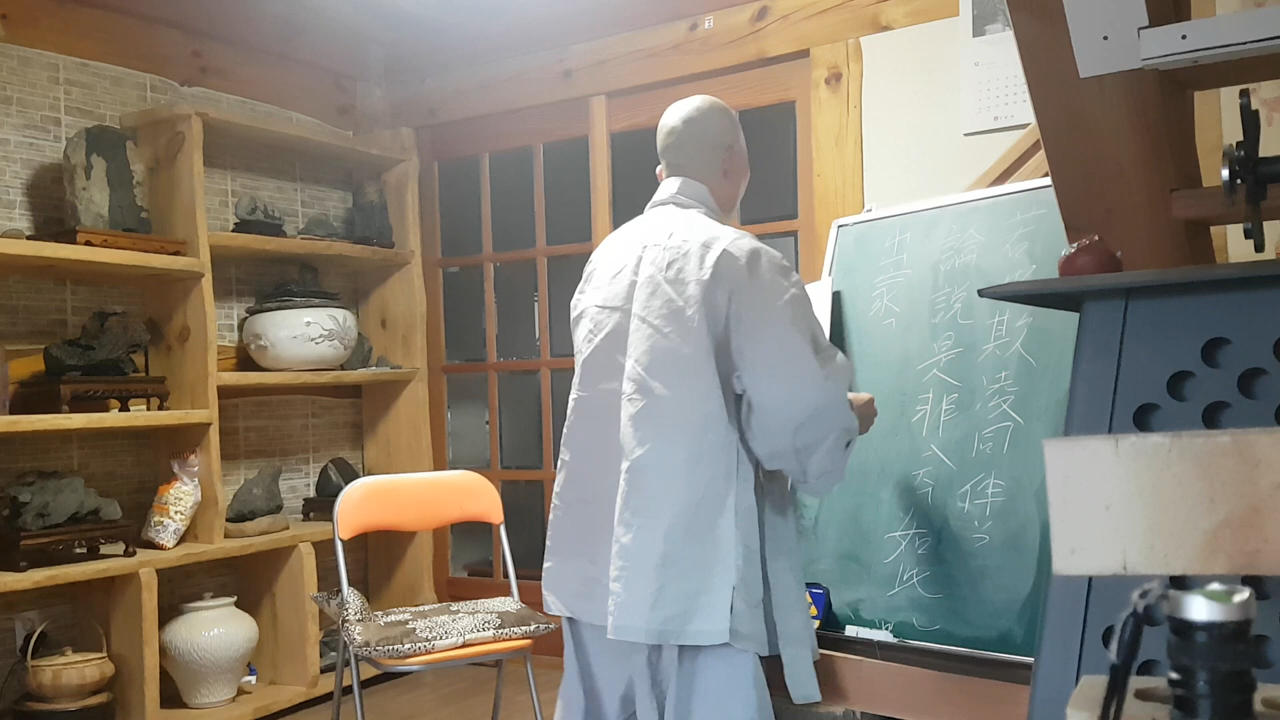 若 欺凌同伴
論說是非 如此
出家